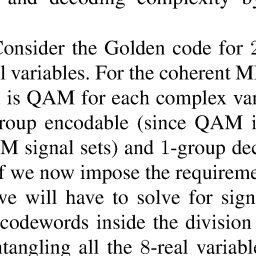 and decoding complexity by
Consider the Golden code for 2
l variables. For the coherent M
is QAM for each complex var
roup encodable (since QAM i
M signal sets) and 1-group dec
f we now impose the requireme
we will have to solve for sign
codewords inside the division
ntangling all the 8-real variabl